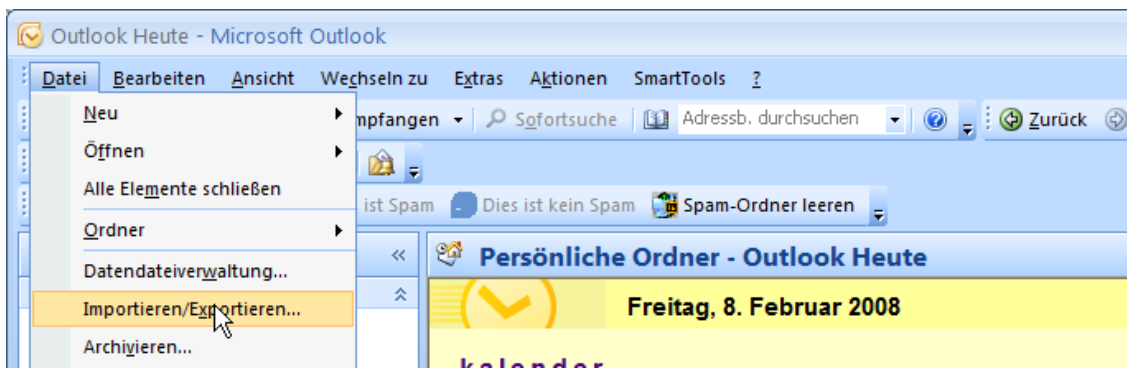 Outlook Heute - Microsoft Outlook
Datei Bearbeiten Ansicht Wechseln zu Extras Aktionen SmartTools ?
Neu
mpfangen Sofortsuche Adressb. durchsuchen Zurück
Öffnen
Alle Elemente schließen
ist Spam Dies ist kein Spam Spam-Ordner leeren
Ordner
Persönliche Ordner - Outlook Heute
Datendateiverwaltung...
Importieren/Exportieren...
Freitag, 8. Februar 2008
Archivieren...
kalender